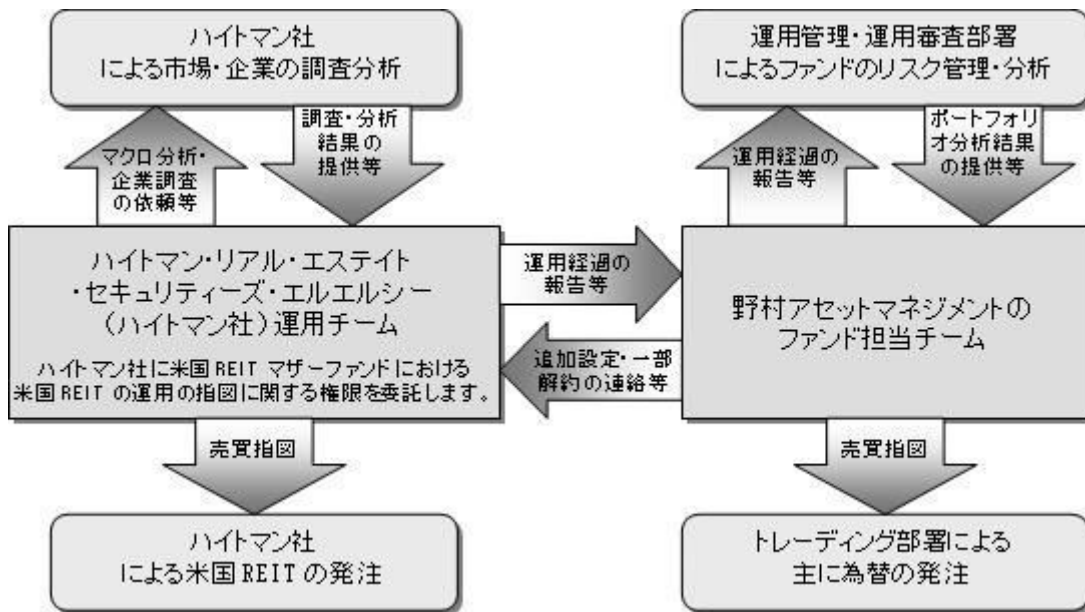 ハイトマン社
による市場・企業の調査分析
運用管理・運用審査部署
によるファンドのリスク管理・分析
マクロ分析・
企業調査
の依頼等
調査・分析
結果の
提供等
運用経過の
報告等
ポートフォリ
オ分析結果
の提供等
ハイトマン・リアル・エステイト
・セキュリティーズ・エルエルシー
(ハイトマン社)運用チーム
ハイトマン社に米国REIT マザーファンドにおける
米国REIT の運用の指図に関する権限を委託します。
運用経過の
報告等
追加設定・一部
解約の連絡等
野村アセットマネジメントの
ファンド担当チーム
売買指図
売買指図
ハイトマン社
による米国REIT の発注
トレーディング部署による
主に為替の発注